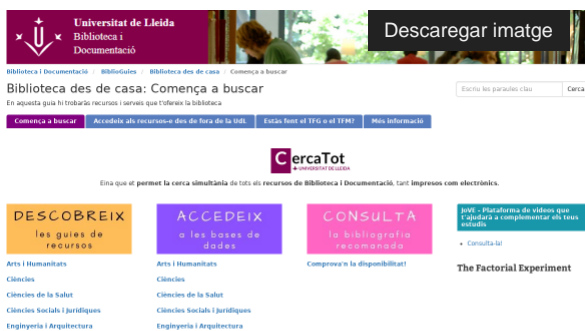 Universitat de Lleida
Biblioteca i
Documentació
Descaregar imatge
Biblioteca i Documentació / BiblioGuies / Biblioteca des de casa / Comença a buscar
Biblioteca des de casa: Comença a buscar
Escriu les paraules clau
Cerca
En aquesta guia hi trobaràs recursos i serveis que t'ofereix la biblioteca
Comença a buscar
Accedeix als recursos-e des de fora de la UdL
Estàs fent el TFG o el TFM?
Més informació
CercaTot
UNIVERSITAT DE LLEIDA
Eina que et permet la cerca simultània de tots els recursos de Biblioteca i Documentació, tant impresos com electrònics.
DESCOBREIX
les guies de
recursos
Arts i Humanitats
Ciències
Ciències de la Salut
Ciències Socials i Jurídiques
Enginyeria i Arquitectura
ACCEDEIX
a les bases de
dades
Arts i Humanitats
Ciències
Ciències de la Salut
Ciències Socials i Jurídiques
Enginyeria i Arquitectura
CONSULTA
la bibliografia
recomanada
Comprova'n la disponibilitat!
JoVE - Plataforma de vídeos que
t'ajudarà a complementar els teus
estudis
Consulta-la!
The Factorial Experiment